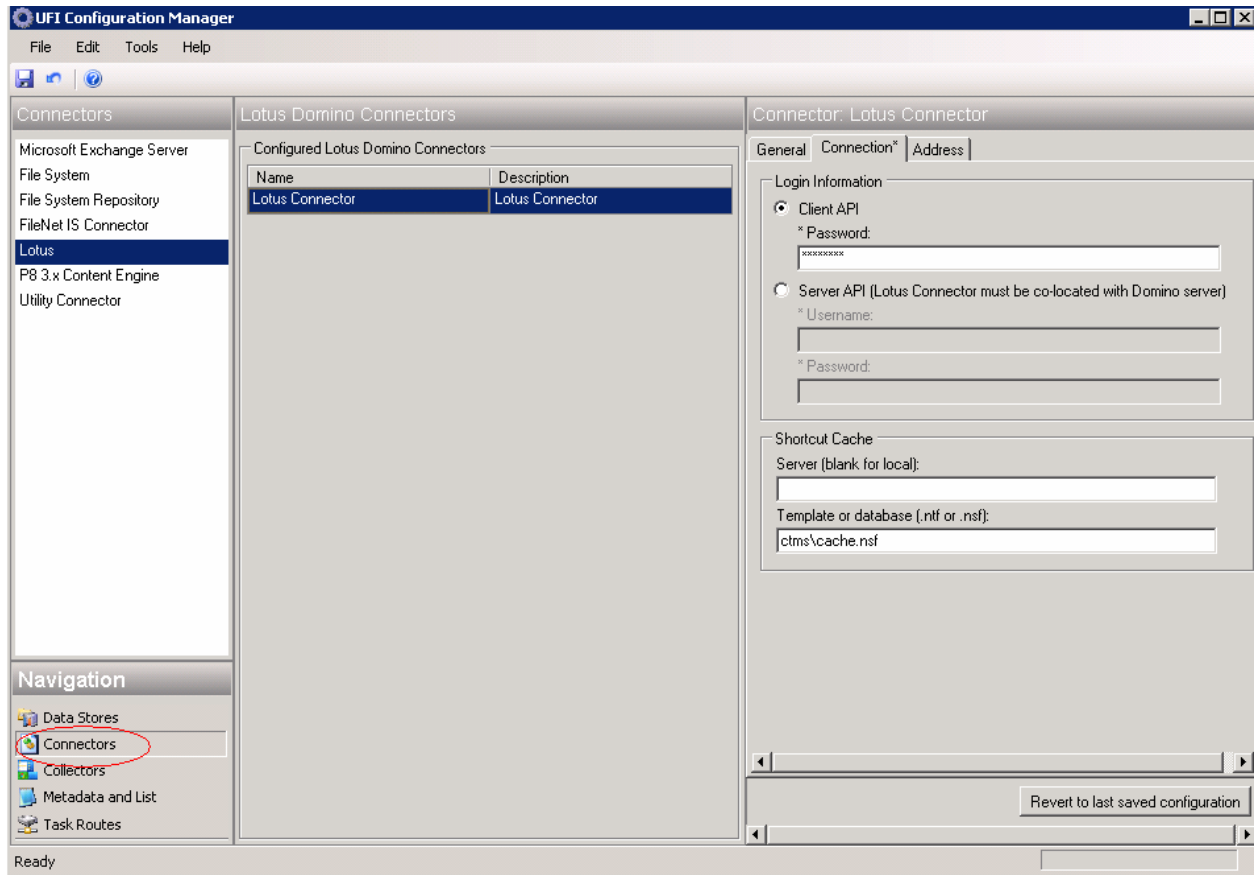 UFI Configuration Manager
File Edit Tools Help
Connectors
Microsoft Exchange Server
File System
File System Repository
FileNet IS Connector
Lotus
P8 3.x Content Engine
Utility Connector
Navigation
Data Stores
Connectors
Collectors
Metadata and List
Task Routes
Lotus Domino Connectors
Configured Lotus Domino Connectors
Name Description
Lotus Connector Lotus Connector
Connector: Lotus Connector
General Connection* Address
Login Information
Client API
* Password:
********
Server API (Lotus Connector must be co-located with Domino server)
* Username:
* Password:
Shortcut Cache
Server (blank for local):
Template or database (.ntf or .nsf):
ctms\cache.nsf
Revert to last saved configuration
Ready